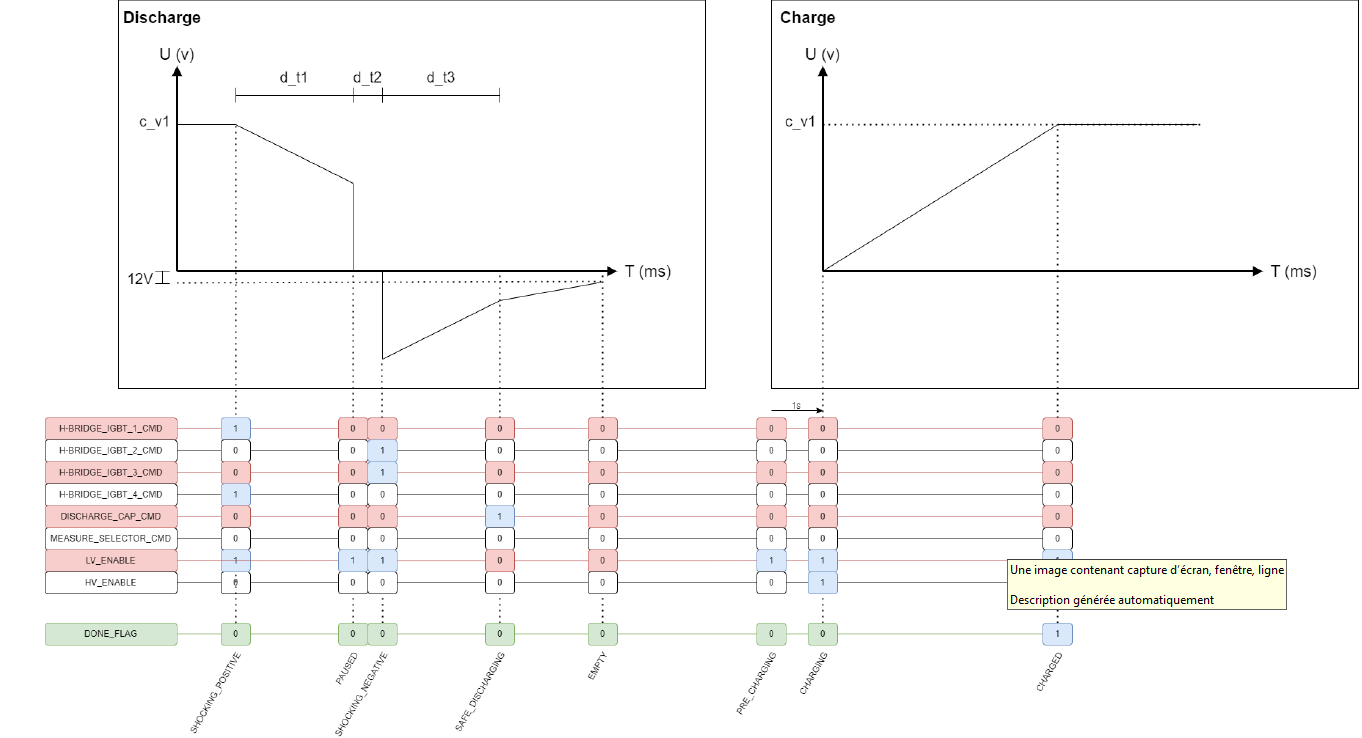 Discharge
U (v)
d_t1
d_t2
d_t3
c_v1
12V
T (ms)
Charge
U (v)
c_v1
T (ms)
1s
H-BRIDGE_IGBT_1_CMD 1 0 0 0 0 0 0 0
H-BRIDGE_IGBT_2_CMD 0 0 1 0 0 0 0 0
H-BRIDGE_IGBT_3_CMD 0 0 1 0 0 0 0 0
H-BRIDGE_IGBT_4_CMD 1 0 0 0 0 0 0 0
DISCHARGE_CAP_CMD 0 0 0 1 0 0 0 0
MEASURE_SELECTOR_CMD 0 0 0 0 0 0 0 0
LV_ENABLE 1 1 1 0 0 1 1
HV_ENABLE 0 0 0 0 0 0 1
Une image contenant capture d'écran, fenêtre, ligne
Description générée automatiquement
DONE_FLAG 0 0 0 0 0 0 0 1
SHOCKING_POSITIVE
PAUSED
SHOCKING_NEGATIVE
SAFE_DISCHARGING
EMPTY
PRE_CHARGING
CHARGING
CHARGED